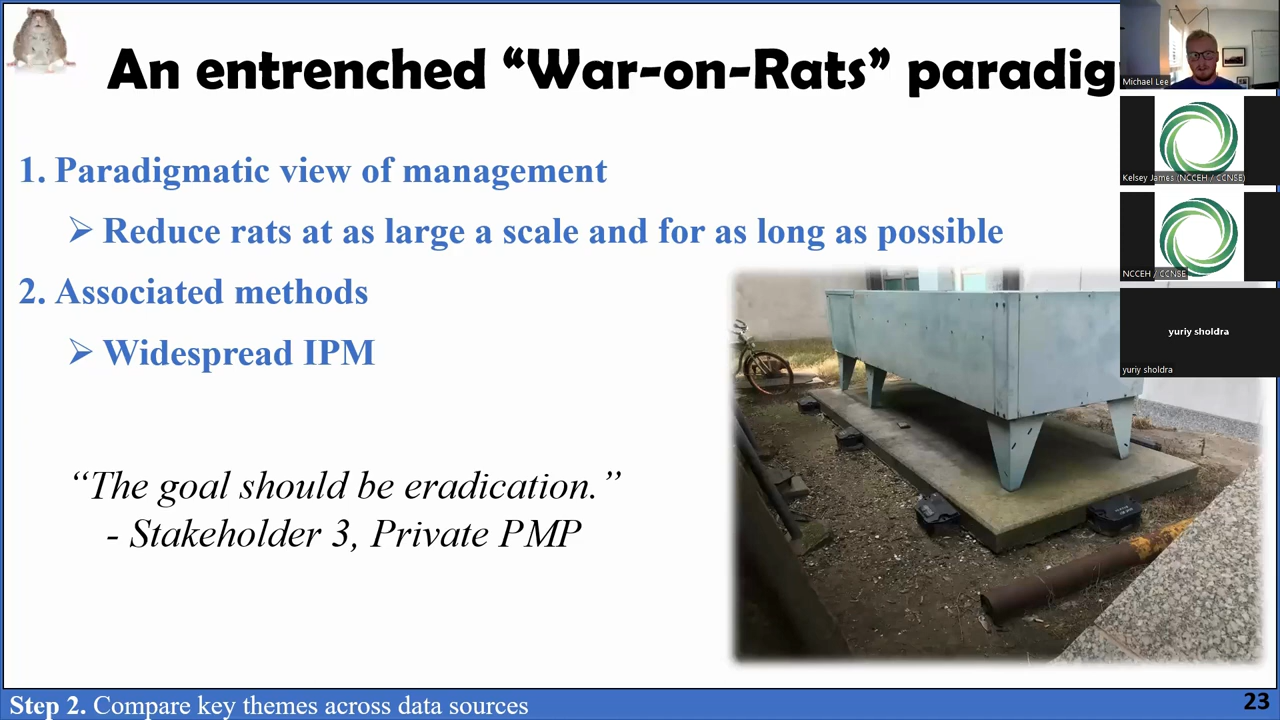 An entrenched “War-on-Rats” paradig
1. Paradigmatic view of management
➢ Reduce rats at as large a scale and for as long as possible
2. Associated methods
➢ Widespread IPM
“The goal should be eradication.”
- Stakeholder 3, Private PMP
Step 2. Compare key themes across data sources
23
Michael Lee
Kelsey James (NCCEH / CCNSE)
NCCEH / CCNSE
yuriy sholdra
yuriy sholdra